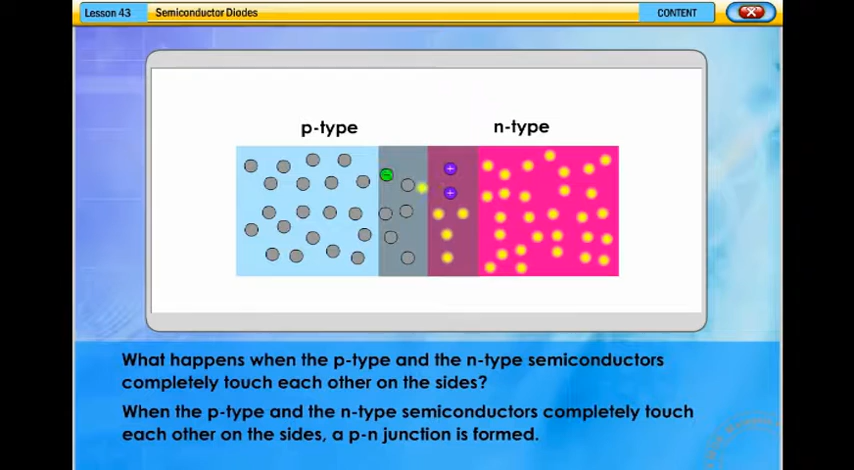 Lesson 43
Semiconductor Diodes
CONTENT
p-type
n-type
−
+
+
What happens when the p-type and the n-type semiconductors
completely touch each other on the sides?
When the p-type and the n-type semiconductors completely touch
each other on the sides, a p-n junction is formed.